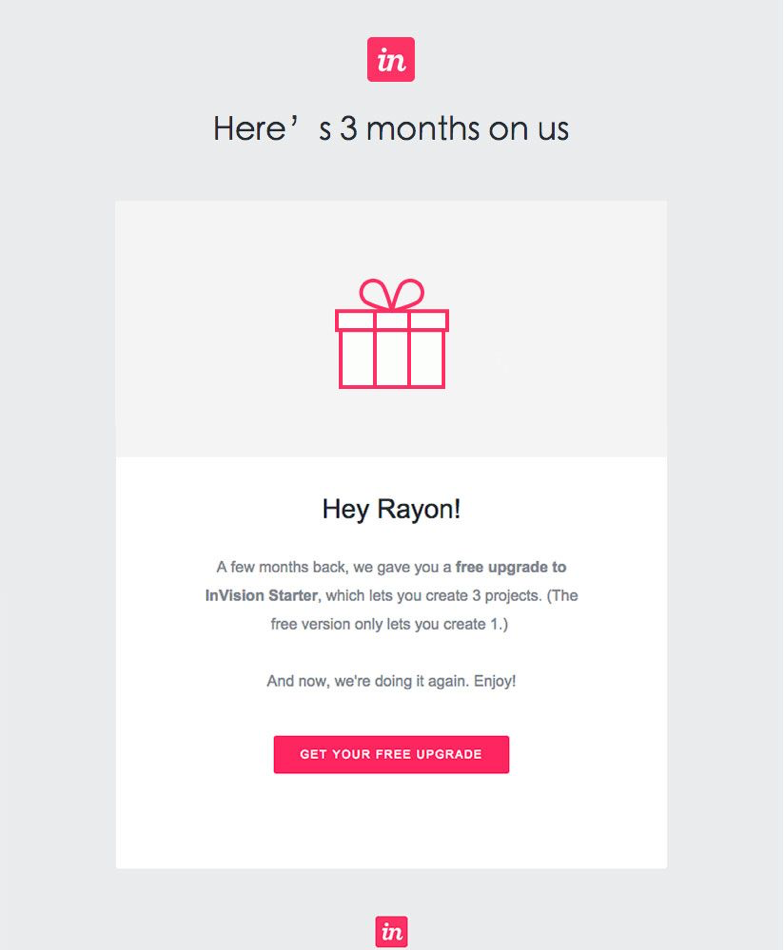 in
Here’s 3 months on us
Hey Rayon!
A few months back, we gave you a free upgrade to
InVision Starter, which lets you create 3 projects. (The
free version only lets you create 1.)
And now, we're doing it again. Enjoy!
GET YOUR FREE UPGRADE
in